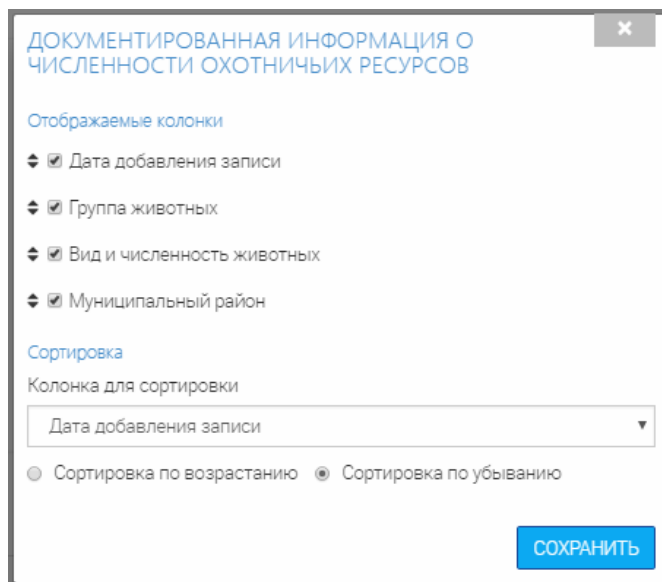 ДОКУМЕНТИРОВАННАЯ ИНФОРМАЦИЯ О
ЧИСЛЕННОСТИ ОХОТНИЧЬИХ РЕСУРСОВ
Отображаемые колонки
Дата добавления записи
Группа животных
Вид и численность животных
Муниципальный район
Сортировка
Колонка для сортировки
Дата добавления записи
Сортировка по возрастанию Сортировка по убыванию
СОХРАНИТЬ